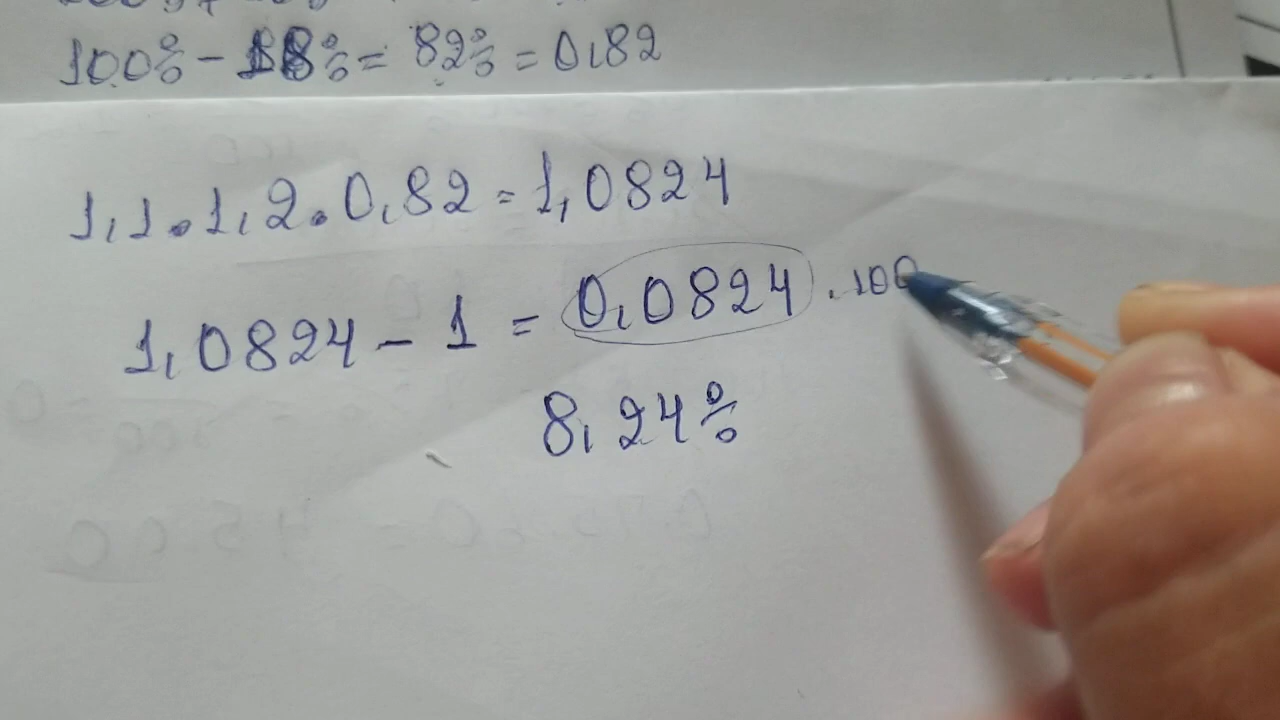 100% - 18% = 82% = 0,82
1,1 . 1,2 . 0,82 = 1,0824
1,0824 - 1 = 0,0824 . 100
8,24%